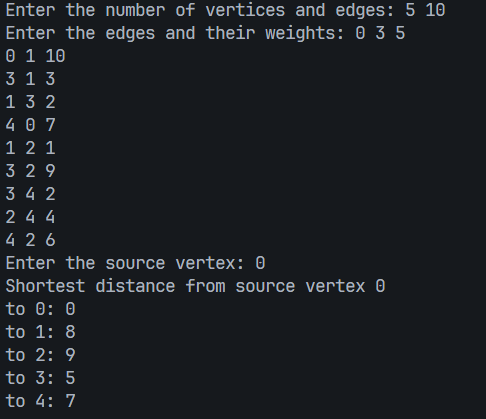 Enter the number of vertices and edges: 5 10
Enter the edges and their weights: 0 3 5
0 1 10
3 1 3
1 3 2
4 0 7
1 2 1
3 2 9
3 4 2
2 4 4
4 2 6
Enter the source vertex: 0
Shortest distance from source vertex 0
to 0: 0
to 1: 8
to 2: 9
to 3: 5
to 4: 7